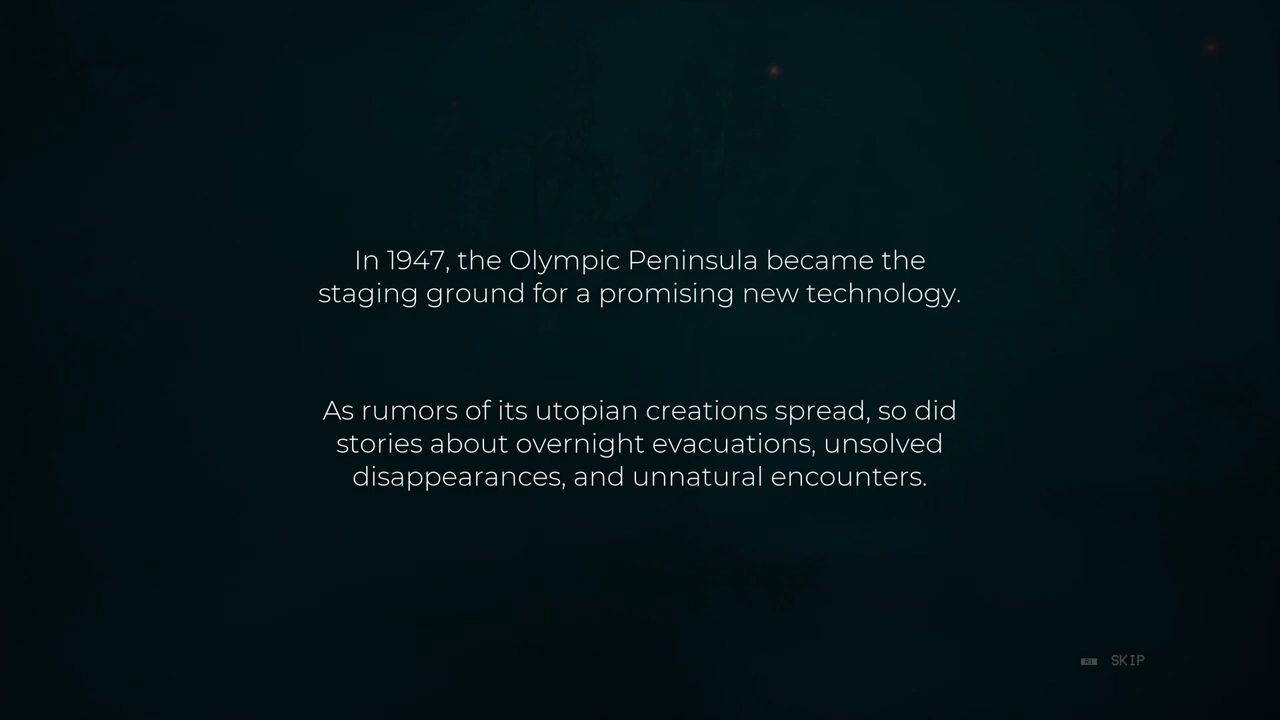 In 1947, the Olympic Peninsula became the
staging ground for a promising new technology.
As rumors of its utopian creations spread, so did
stories about overnight evacuations, unsolved
disappearances, and unnatural encounters.
SKIP